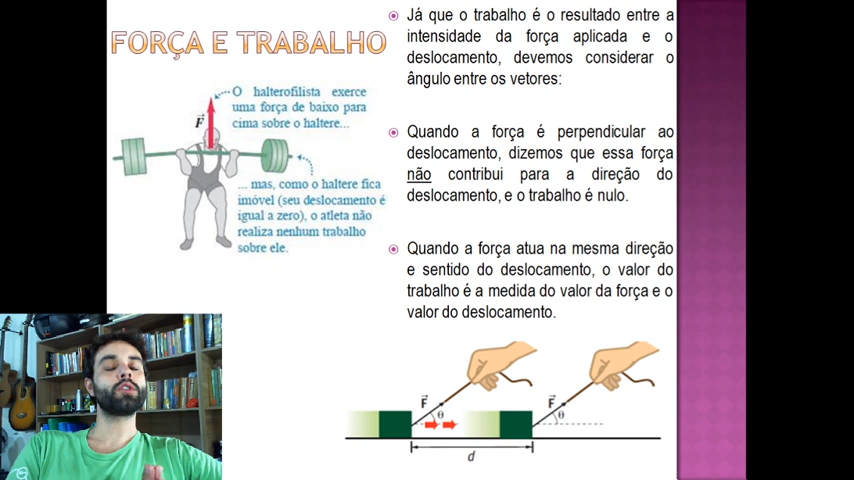 FORÇA E TRABALHO
O halterofilista exerce
uma força de baixo para
cima sobre o haltere...
F
... mas, como o haltere fica
imóvel (seu deslocamento é
igual a zero), o atleta não
realiza nenhum trabalho
sobre ele.
Já que o trabalho é o resultado entre a
intensidade da força aplicada e o
deslocamento, devemos considerar o
ângulo entre os vetores:
Quando a força é perpendicular ao
deslocamento, dizemos que essa força
não contribui para a direção do
deslocamento, e o trabalho é nulo.
Quando a força atua na mesma direção
e sentido do deslocamento, o valor do
trabalho é a medida do valor da força e o
valor do deslocamento.
F F
θ θ
d